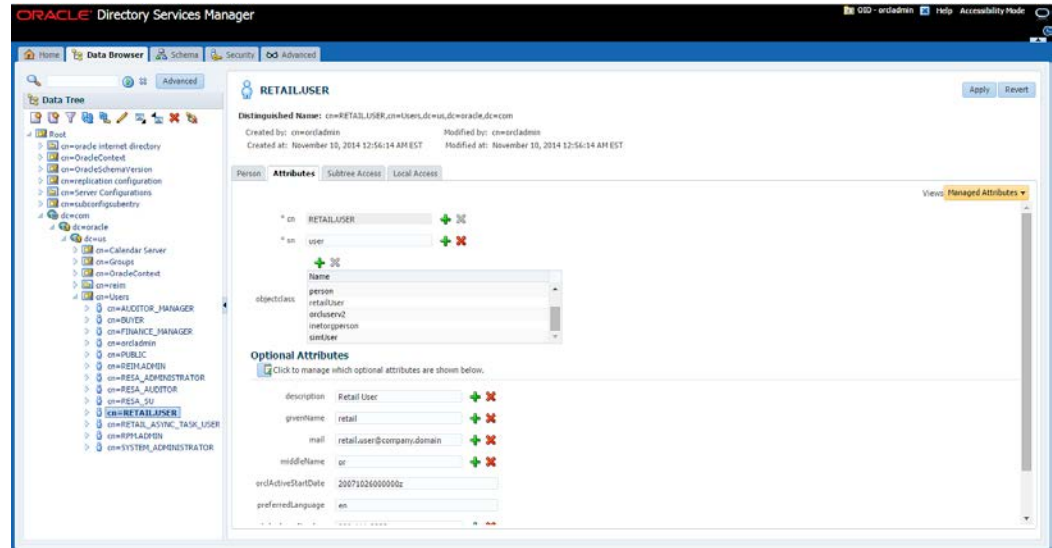 ORACLE Directory Services Manager
OID - orcladmin Help Accessibility Mode
Home Data Browser Schema Security Advanced
Advanced
Data Tree
Root
cn=oracle internet directory
cn=OracleContext
cn=OracleSchemaVersion
cn=replication configuration
cn=Server Configurations
cn=subconfigsubentry
dc=com
dc=oracle
dc=us
cn=Calendar Server
cn=Groups
cn=OracleContext
cn=reim
cn=Users
cn=AUDITOR_MANAGER
cn=BUYER
cn=FINANCE_MANAGER
cn=orcladmin
cn=PUBLIC
cn=REIM.ADMIN
cn=RESA_ADMINISTRATOR
cn=RESA_AUDITOR
cn=RESA_SU
cn=RETAIL.USER
cn=RETAIL_ASYNC_TASK_USER
cn=RPM.ADMIN
cn=SYSTEM_ADMINISTRATOR
RETAIL.USER
Apply Revert
Distinguished Name: cn=RETAIL.USER,cn=Users,dc=us,dc=oracle,dc=com
Created by: cn=orcladmin Modified by: cn=orcladmin
Created at: November 10, 2014 12:56:14 AM EST Modified at: November 10, 2014 12:56:14 AM EST
Person Attributes Subtree Access Local Access
Views Managed Attributes
* cn RETAIL.USER
* sn user
Name
objectclass
person
retailUser
orcluserv2
inetorgperson
simUser
Optional Attributes
Click to manage which optional attributes are shown below.
description Retail User
givenName retail
mail retail.user@company.domain
middleName or
orclActiveStartDate 20071026000000z
preferredLanguage en